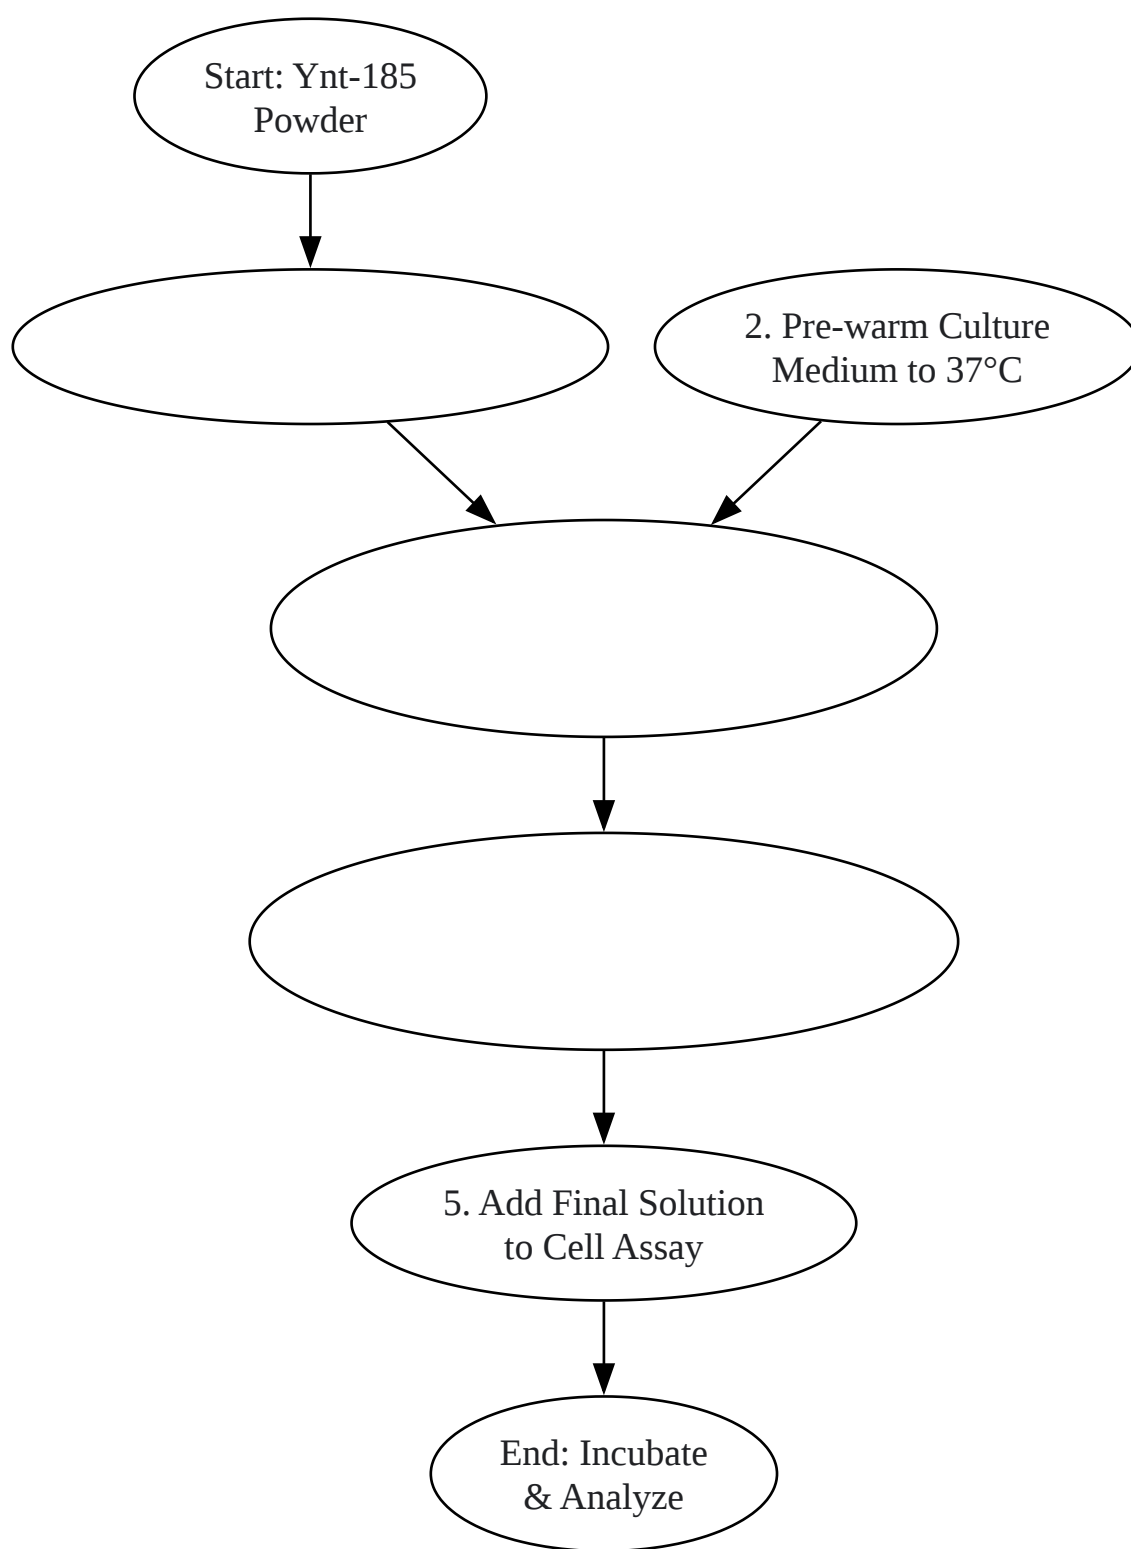 Start: Ynt-185
Powder
2. Pre-warm Culture
Medium to 37°C
5. Add Final Solution
to Cell Assay
End: Incubate
& Analyze